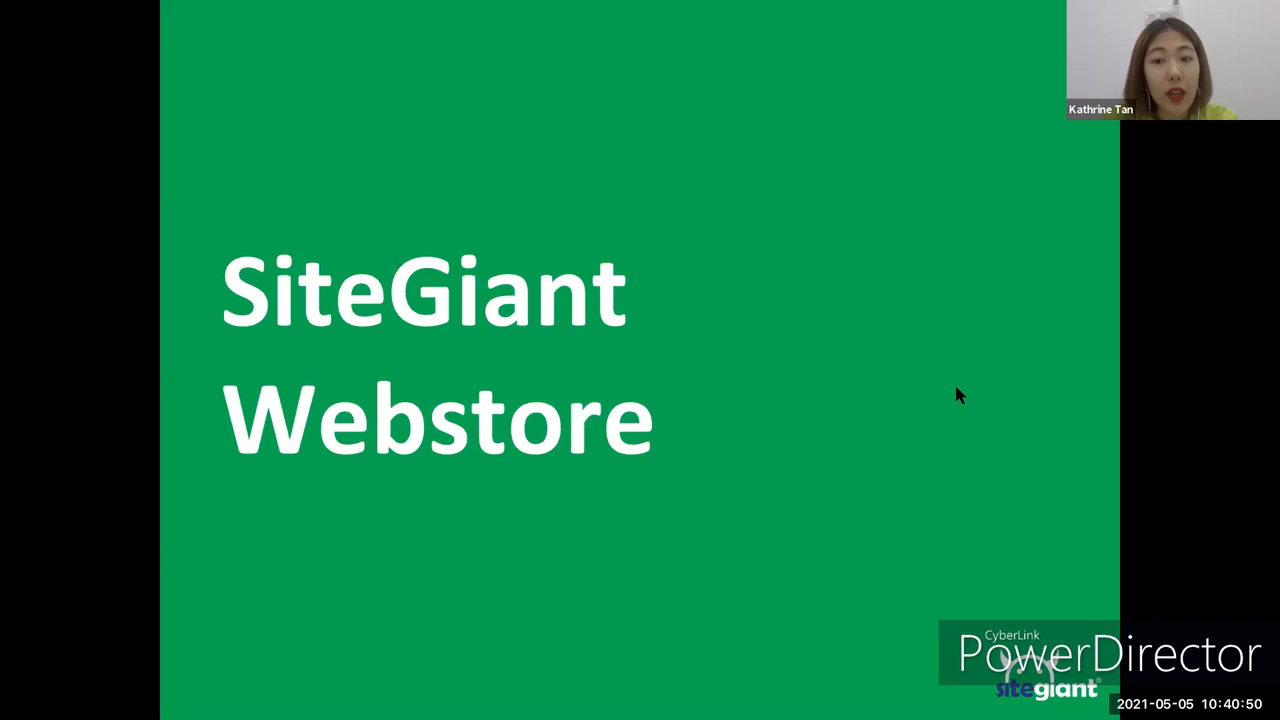 Kathrine Tan
SiteGiant
Webstore
CyberLink
PowerDirector
sitegiant®
2021-05-05 10:40:50